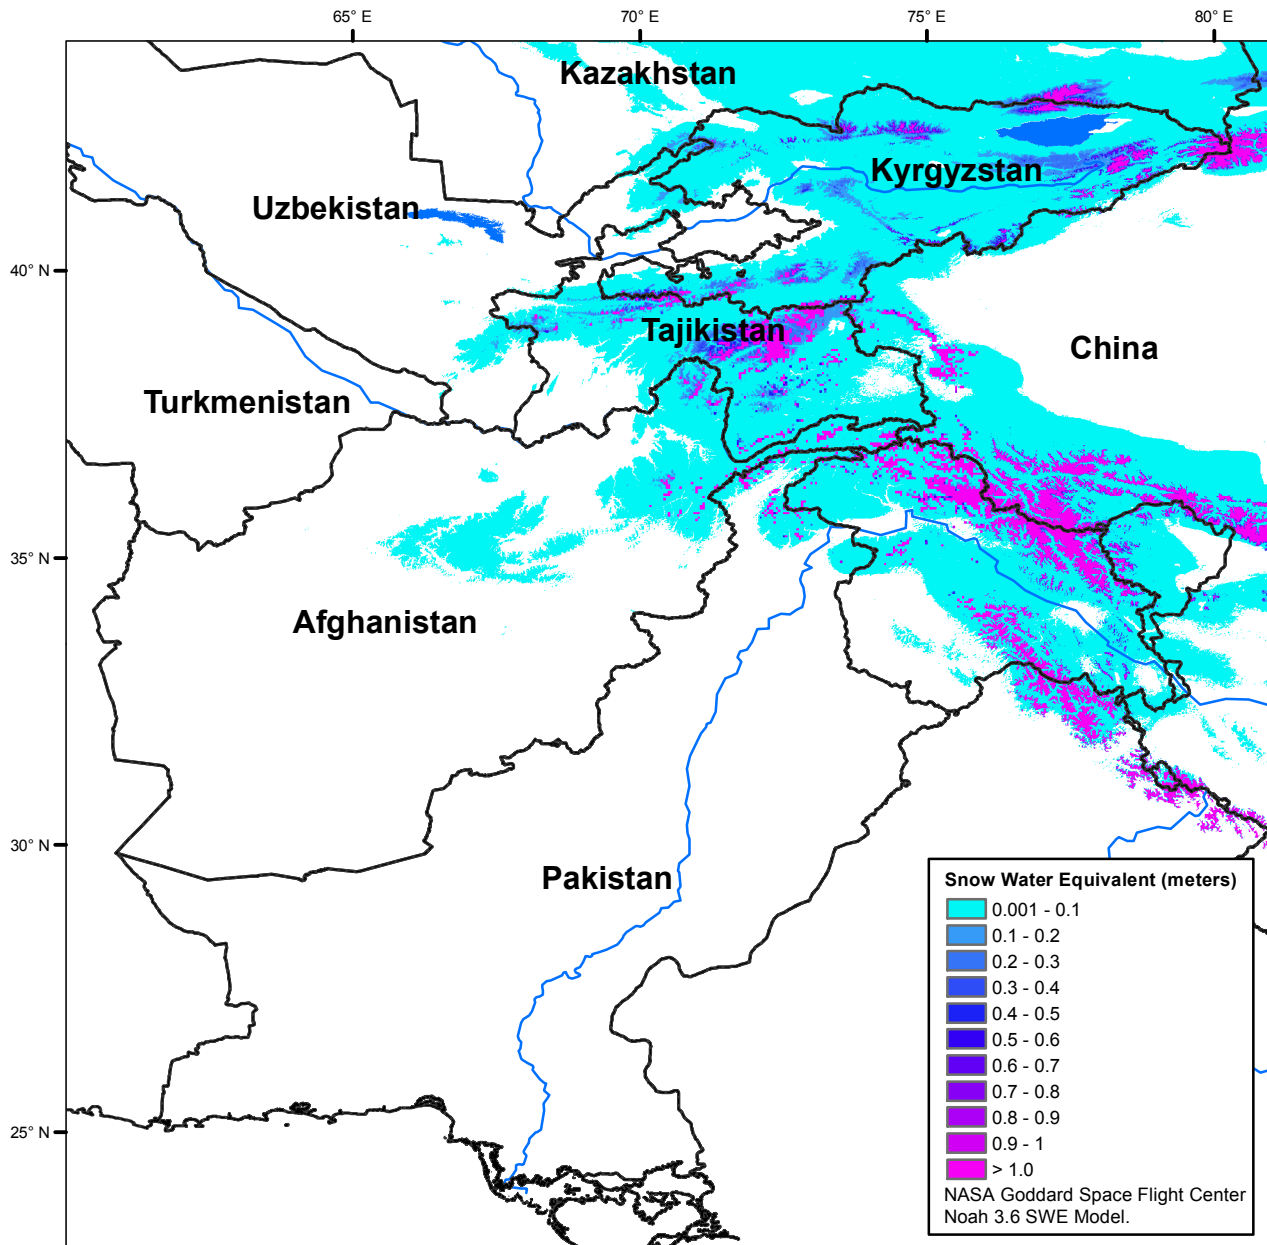 65° E
70° E
75° E
80° E
Kazakhstan
Kyrgyzstan
Uzbekistan
40° N
Tajikistan
China
Turkmenistan
35° N
Afghanistan
30° N
Pakistan
25° N
Snow Water Equivalent (meters)
0.001 - 0.1
0.1 - 0.2
0.2 - 0.3
0.3 - 0.4
0.4 - 0.5
0.5 - 0.6
0.6 - 0.7
0.7 - 0.8
0.8 - 0.9
0.9 - 1
> 1.0
NASA Goddard Space Flight Center
Noah 3.6 SWE Model.